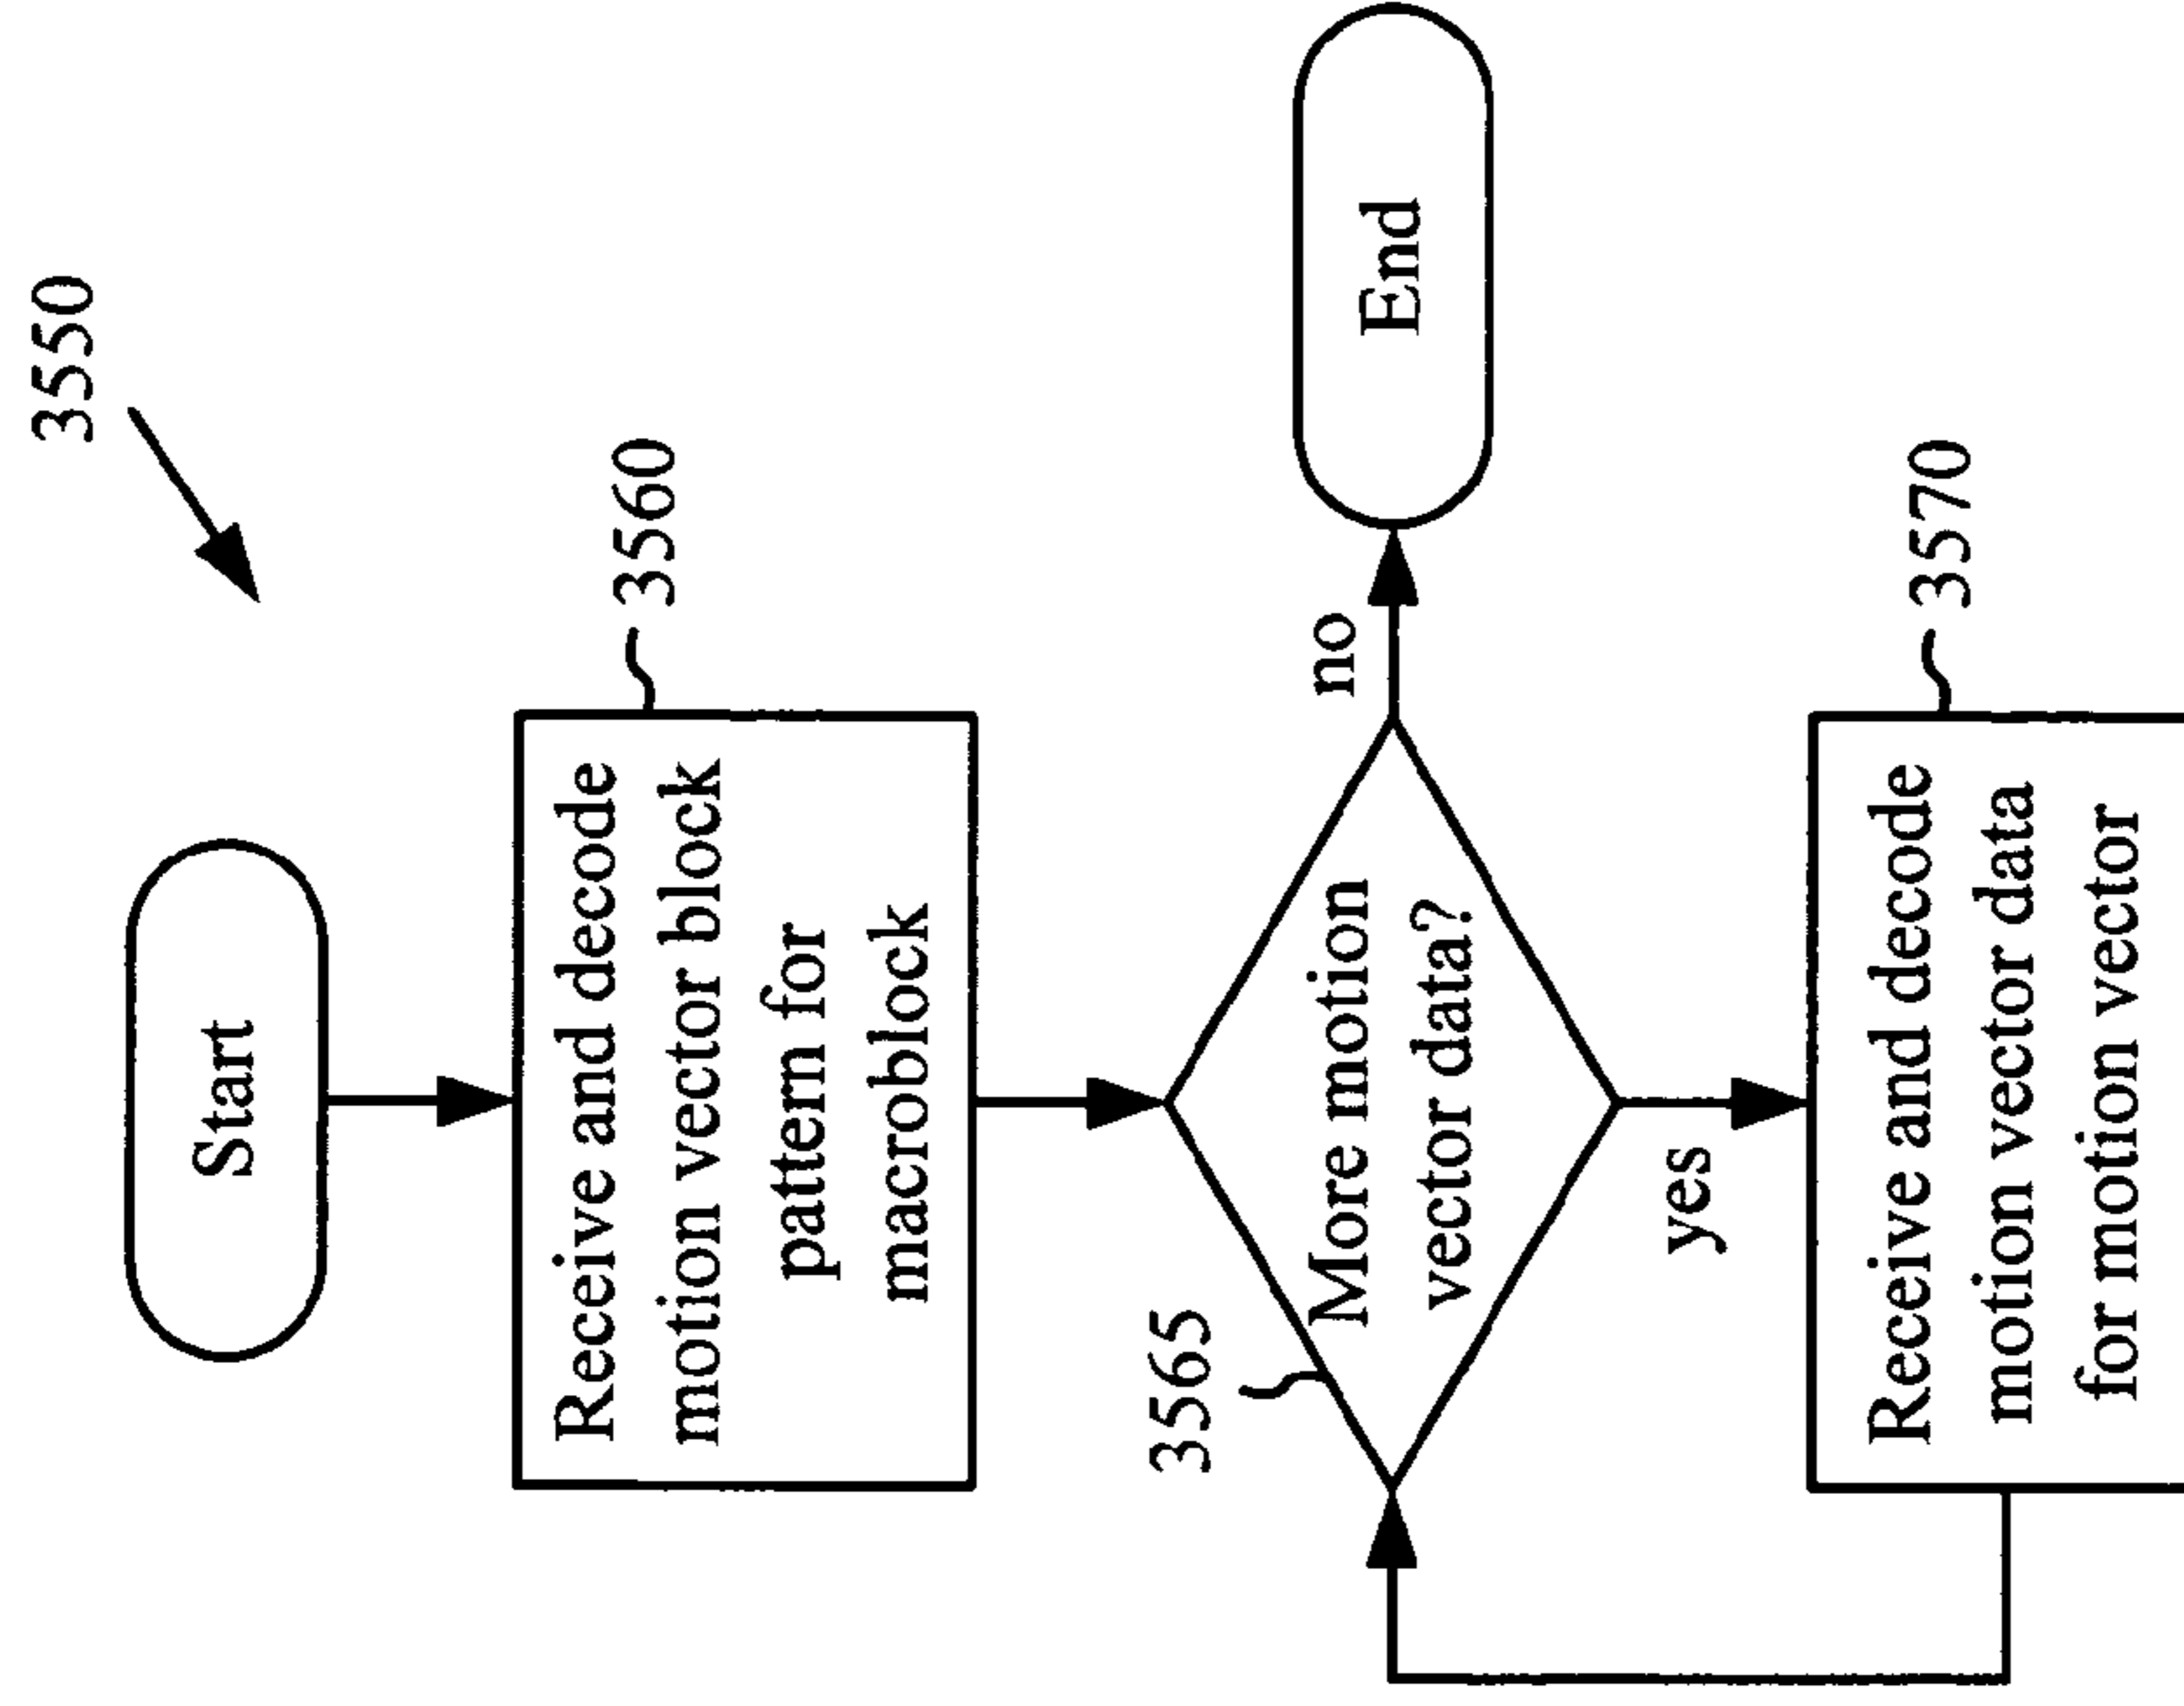 3550
Start
Receive and decode
motion vector block
pattern for
macroblock
3560
3565
More motion
vector data?
no
End
yes
Receive and decode
motion vector data
for motion vector
3570